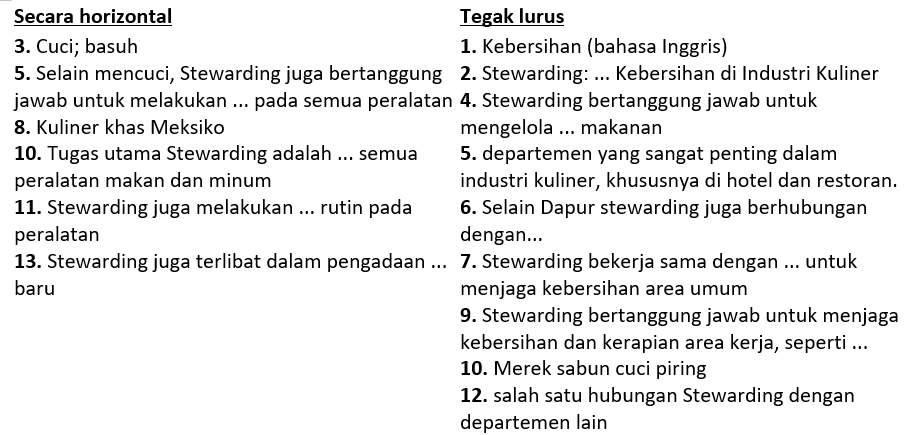 Secara horizontal
3. Cuci; basuh
5. Selain mencuci, Stewarding juga bertanggung
jawab untuk melakukan ... pada semua peralatan
8. Kuliner khas Meksiko
10. Tugas utama Stewarding adalah ... semua
peralatan makan dan minum
11. Stewarding juga melakukan ... rutin pada
peralatan
13. Stewarding juga terlibat dalam pengadaan ...
baru
Tegak lurus
1. Kebersihan (bahasa Inggris)
2. Stewarding: ... Kebersihan di Industri Kuliner
4. Stewarding bertanggung jawab untuk
mengelola ... makanan
5. departemen yang sangat penting dalam
industri kuliner, khususnya di hotel dan restoran.
6. Selain Dapur stewarding juga berhubungan
dengan...
7. Stewarding bekerja sama dengan ... untuk
menjaga kebersihan area umum
9. Stewarding bertanggung jawab untuk menjaga
kebersihan dan kerapian area kerja, seperti ...
10. Merek sabun cuci piring
12. salah satu hubungan Stewarding dengan
departemen lain